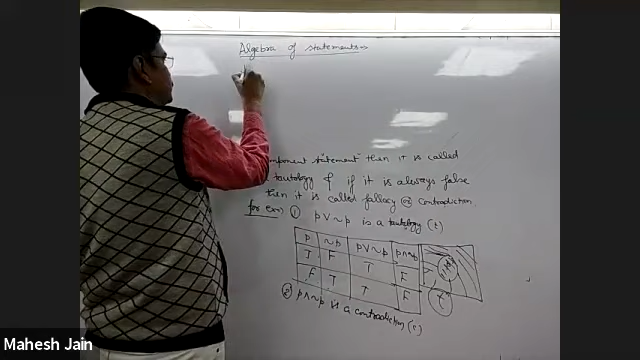 Algebra of statements →
component statement then it is called
tautology & if it is always false
then it is called fallacy or contradiction
for ex→ ① p∨~p is a tautology (t)
p ~p p∨~p p∧~p
T F T F
F T T F
② p∧~p is a contradiction (c)
Mahesh Jain